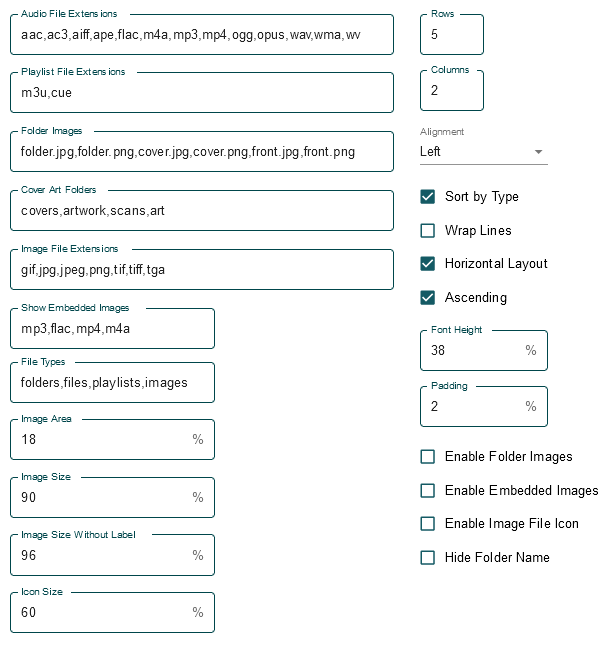 Audio File Extensions
aac,ac3,aiff,ape,flac,m4a,mp3,mp4,ogg,opus,wav,wma,wv
Playlist File Extensions
m3u,cue
Folder Images
folder.jpg,folder.png,cover.jpg,cover.png,front.jpg,front.png
Cover Art Folders
covers,artwork,scans,art
Image File Extensions
gif,jpg,jpeg,png,tif,tiff,tga
Show Embedded Images
mp3,flac,mp4,m4a
File Types
folders,files,playlists,images
Image Area
18 %
Image Size
90 %
Image Size Without Label
96 %
Icon Size
60 %
Rows
5
Columns
2
Alignment
Left
Sort by Type
Wrap Lines
Horizontal Layout
Ascending
Font Height
38 %
Padding
2 %
Enable Folder Images
Enable Embedded Images
Enable Image File Icon
Hide Folder Name